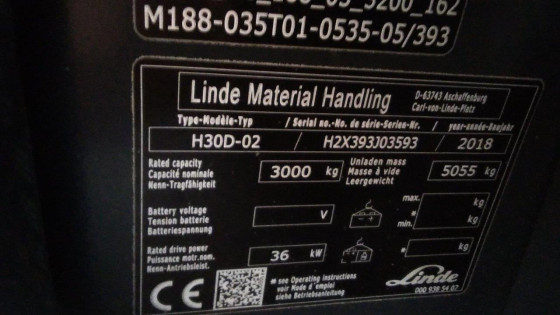 M188-035T01-0535-05/393
Linde Material Handling
D-63743 Aschaffenburg
Carl-von-Linde-Platz
Type-Modèle-Typ / Serial no.-No. de série-Serien-Nr. / year-année-Baujahr
H30D-02 / H2X393J03593 / 2018
Rated capacity
Capacité nominale
Nenn-Tragfähigkeit
3000 kg
Unladen mass
Masse à vide
Leergewicht
5055 kg
Battery voltage
Tension batterie
Batteriespannung
V
max.
kg
*
min.
kg
Rated drive power
Puissance motr.nom.
Nenn-Antriebsleist.
36 kW
* kg
CE
* see Operating instructions
voir Mode d'emploi
siehe Betriebsanleitung
Linde
000 938 54 07